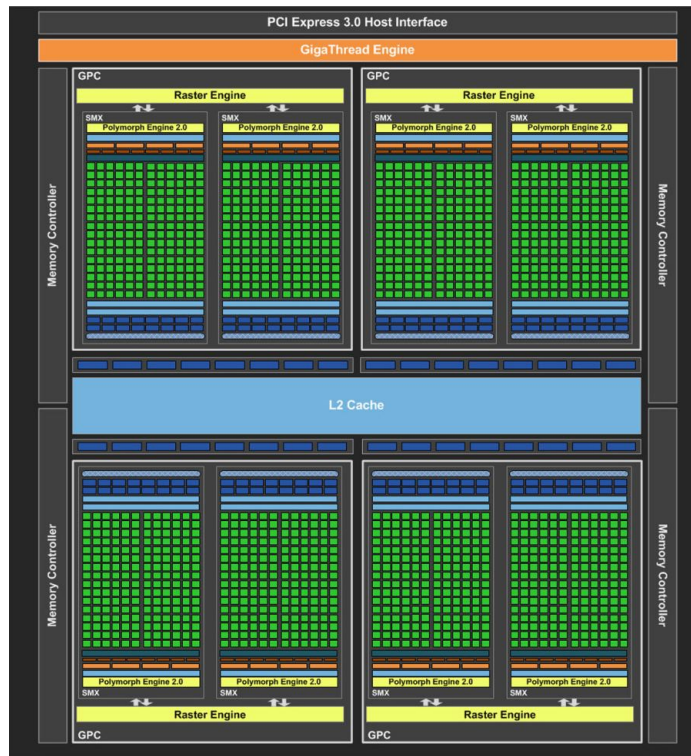 PCI Express 3.0 Host Interface
GigaThread Engine
Memory Controller
GPC
Raster Engine
SMX
Polymorph Engine 2.0
SMX
Polymorph Engine 2.0
GPC
Raster Engine
SMX
Polymorph Engine 2.0
SMX
Polymorph Engine 2.0
Memory Controller
L2 Cache
Memory Controller
Polymorph Engine 2.0
SMX
Polymorph Engine 2.0
SMX
Raster Engine
GPC
Polymorph Engine 2.0
SMX
Polymorph Engine 2.0
SMX
Raster Engine
GPC
Memory Controller